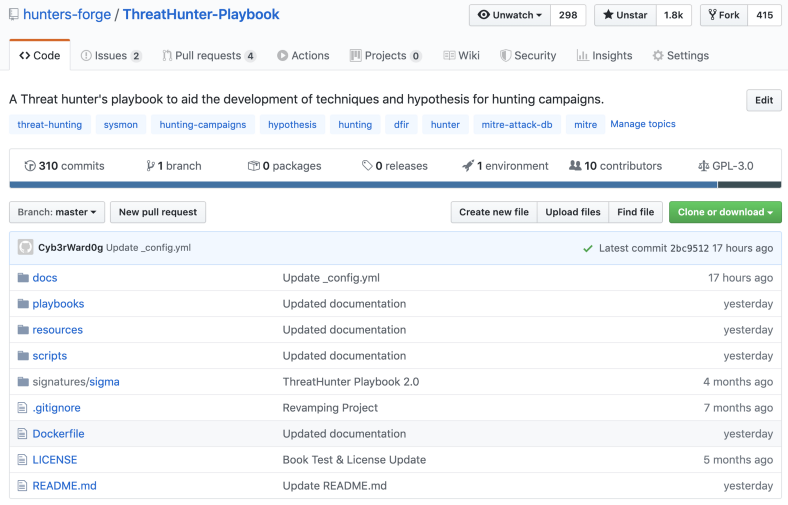 hunters-forge / ThreatHunter-Playbook Unwatch 298 Unstar 1.8k Fork 415
Code Issues 2 Pull requests 4 Actions Projects 0 Wiki Security Insights Settings
A Threat hunter's playbook to aid the development of techniques and hypothesis for hunting campaigns. Edit
threat-hunting sysmon hunting-campaigns hypothesis hunting dfir hunter mitre-attack-db mitre Manage topics
310 commits 1 branch 0 packages 0 releases 1 environment 10 contributors GPL-3.0
Branch: master New pull request Create new file Upload files Find file Clone or download
Cyb3rWard0g Update _config.yml Latest commit 2bc9512 17 hours ago
docs Update _config.yml 17 hours ago
playbooks Updated documentation yesterday
resources Updated documentation yesterday
scripts Updated documentation yesterday
signatures/sigma ThreatHunter Playbook 2.0 4 months ago
.gitignore Revamping Project 7 months ago
Dockerfile Updated documentation yesterday
LICENSE Book Test & License Update 5 months ago
README.md Update README.md yesterday